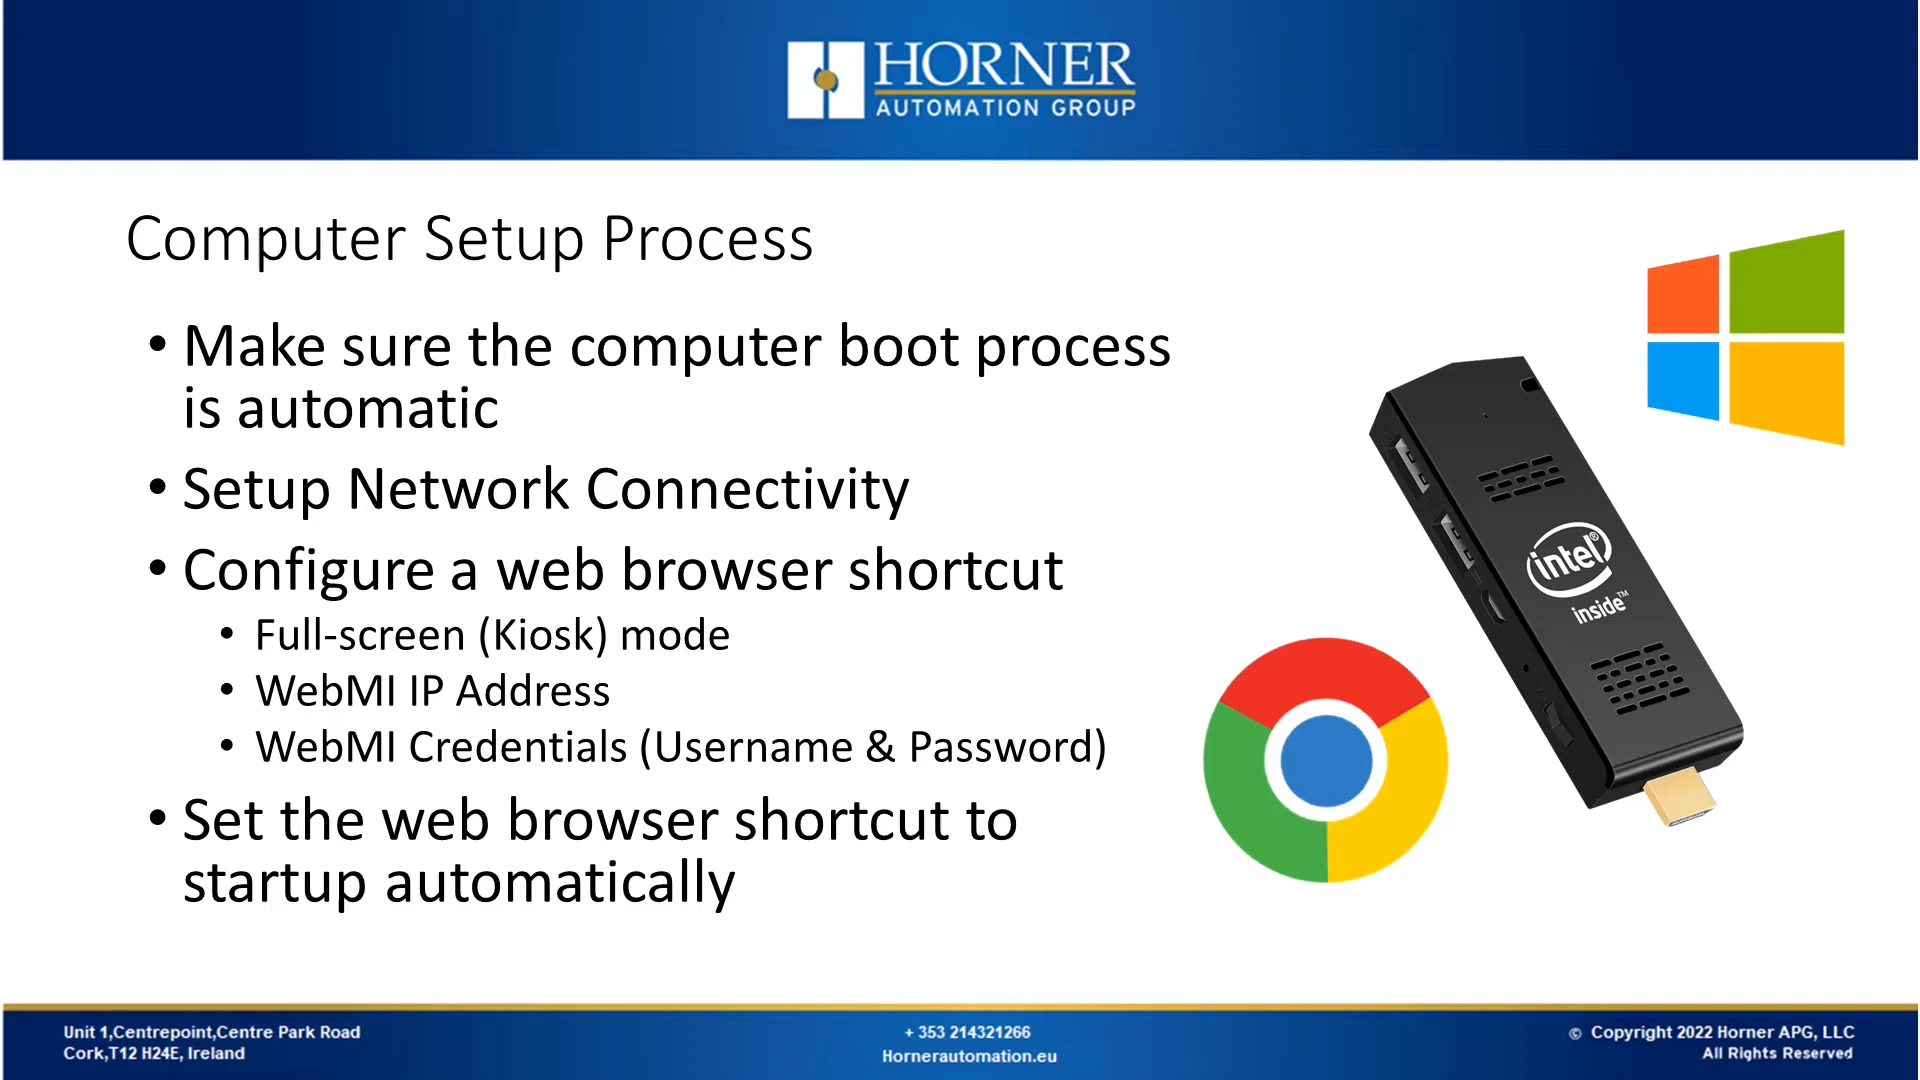 HORNER
AUTOMATION GROUP
Computer Setup Process
• Make sure the computer boot process
is automatic
• Setup Network Connectivity
• Configure a web browser shortcut
• Full-screen (Kiosk) mode
• WebMI IP Address
• WebMI Credentials (Username & Password)
• Set the web browser shortcut to
startup automatically
intel®
inside™
Unit 1,Centrepoint,Centre Park Road
Cork,T12 H24E, Ireland
+ 353 214321266
Hornerautomation.eu
© Copyright 2022 Horner APG, LLC
All Rights Reserved